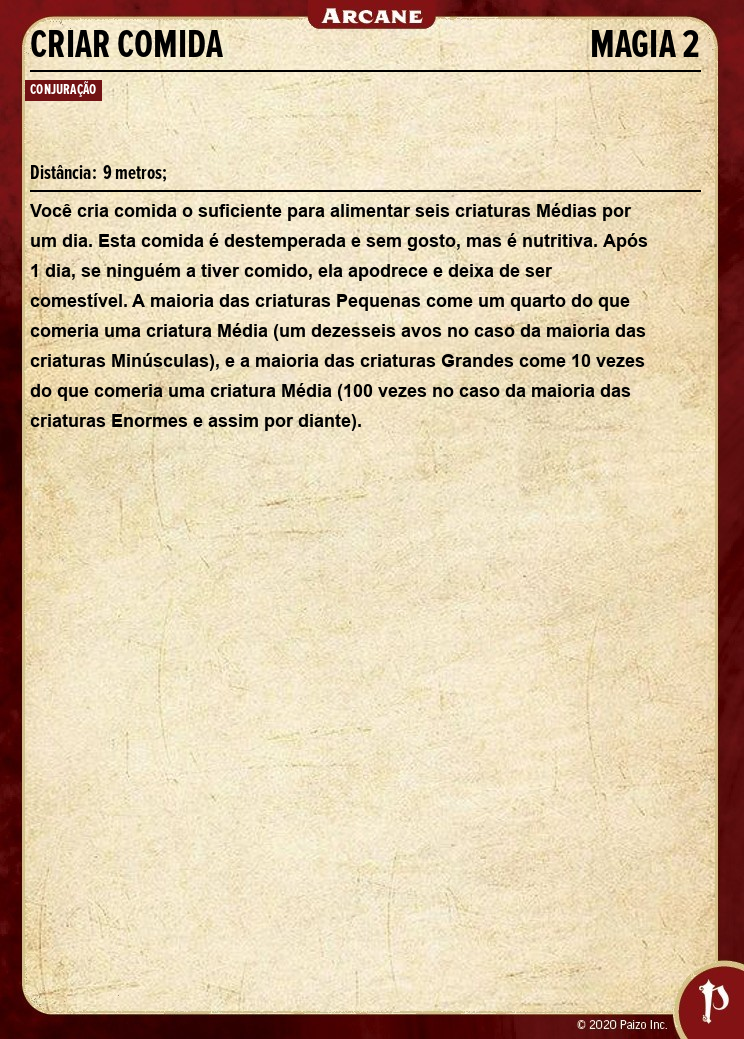 ARCANE
CRIAR COMIDA MAGIA 2
CONJURAÇÃO
Distância: 9 metros;
Você cria comida o suficiente para alimentar seis criaturas Médias por
um dia. Esta comida é destemperada e sem gosto, mas é nutritiva. Após
1 dia, se ninguém a tiver comido, ela apodrece e deixa de ser
comestível. A maioria das criaturas Pequenas come um quarto do que
comeria uma criatura Média (um dezesseis avos no caso da maioria das
criaturas Minúsculas), e a maioria das criaturas Grandes come 10 vezes
do que comeria uma criatura Média (100 vezes no caso da maioria das
criaturas Enormes e assim por diante).
© 2020 Paizo Inc.
P